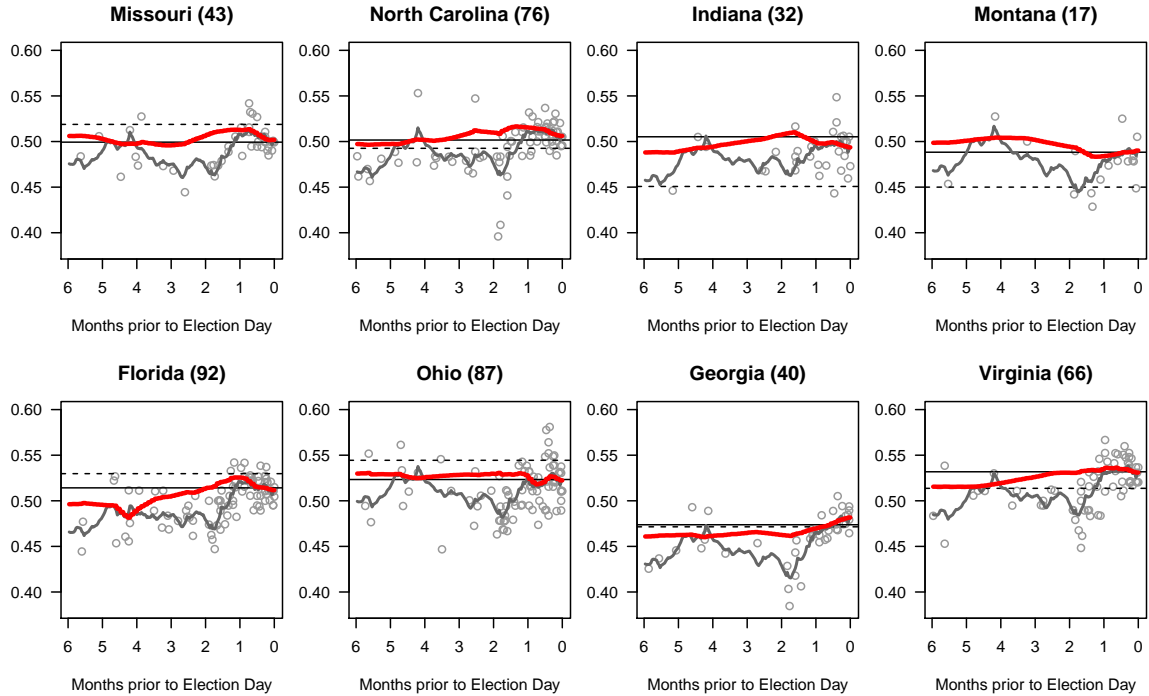 Missouri (43)
North Carolina (76)
Indiana (32)
Montana (17)
0.60
0.55
0.50
0.45
0.40
6 5 4 3 2 1 0
Months prior to Election Day
0.60
0.55
0.50
0.45
0.40
6 5 4 3 2 1 0
Months prior to Election Day
0.60
0.55
0.50
0.45
0.40
6 5 4 3 2 1 0
Months prior to Election Day
0.60
0.55
0.50
0.45
0.40
6 5 4 3 2 1 0
Months prior to Election Day
Florida (92)
Ohio (87)
Georgia (40)
Virginia (66)
0.60
0.55
0.50
0.45
0.40
6 5 4 3 2 1 0
Months prior to Election Day
0.60
0.55
0.50
0.45
0.40
6 5 4 3 2 1 0
Months prior to Election Day
0.60
0.55
0.50
0.45
0.40
6 5 4 3 2 1 0
Months prior to Election Day
0.60
0.55
0.50
0.45
0.40
6 5 4 3 2 1 0
Months prior to Election Day